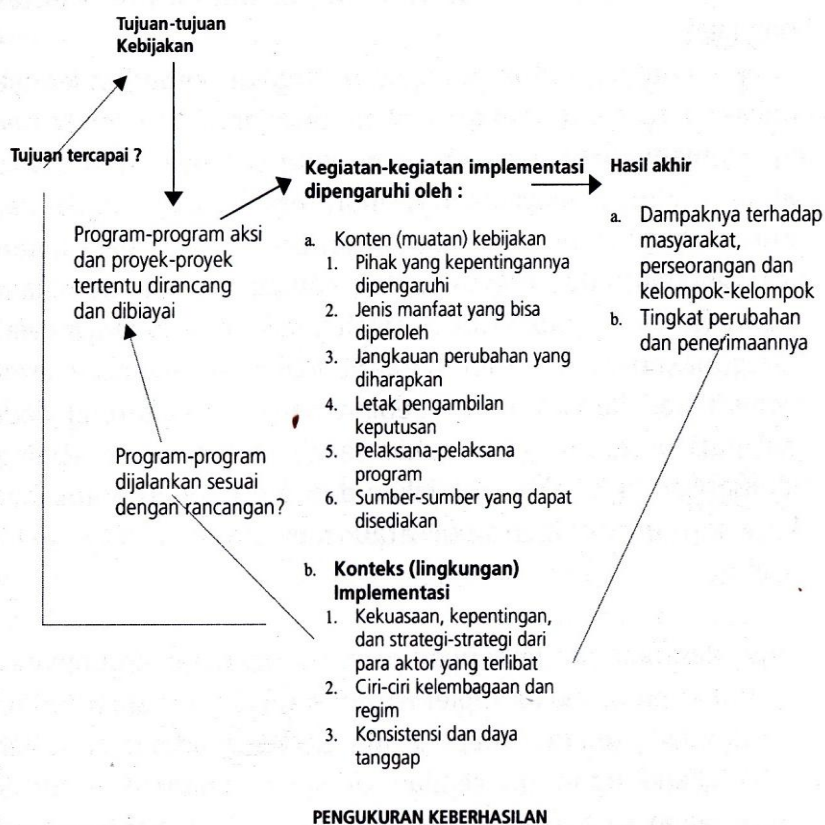 Tujuan-tujuan
Kebijakan
Tujuan tercapai ?
Program-program aksi
dan proyek-proyek
tertentu dirancang
dan dibiayai
Program-program
dijalankan sesuai
dengan rancangan?
Kegiatan-kegiatan implementasi
dipengaruhi oleh :
a. Konten (muatan) kebijakan
1. Pihak yang kepentingannya
dipengaruhi
2. Jenis manfaat yang bisa
diperoleh
3. Jangkauan perubahan yang
diharapkan
4. Letak pengambilan
keputusan
5. Pelaksana-pelaksana
program
6. Sumber-sumber yang dapat
disediakan
b. Konteks (lingkungan)
Implementasi
1. Kekuasaan, kepentingan,
dan strategi-strategi dari
para aktor yang terlibat
2. Ciri-ciri kelembagaan dan
regim
3. Konsistensi dan daya
tanggap
Hasil akhir
a. Dampaknya terhadap
masyarakat,
perseorangan dan
kelompok-kelompok
b. Tingkat perubahan
dan penerimaannya
PENGUKURAN KEBERHASILAN